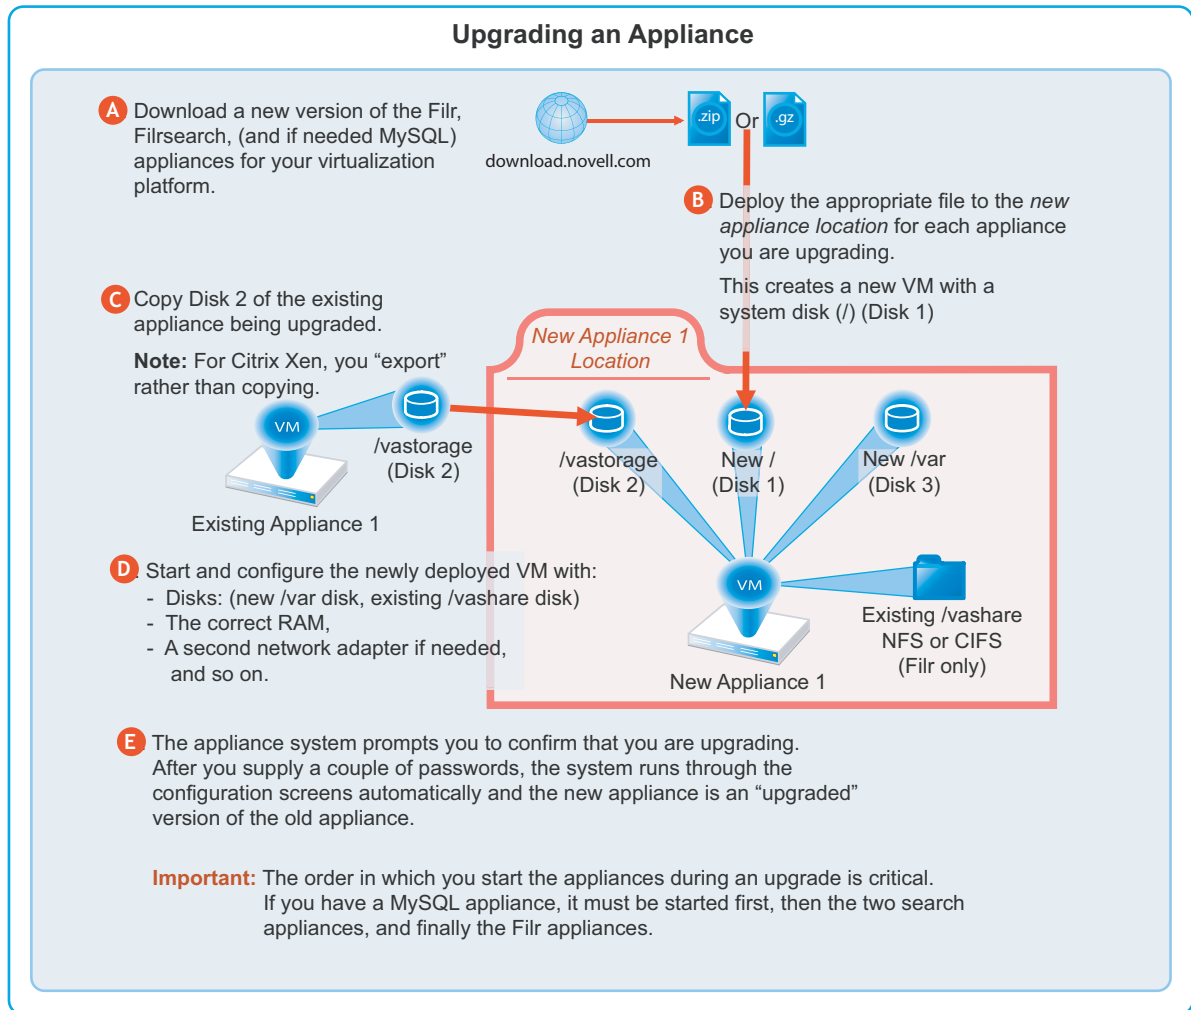 Upgrading an Appliance
A Download a new version of the Filr,
Filrsearch, (and if needed MySQL)
appliances for your virtualization
platform.
download.novell.com
.zip Or .gz
B. Deploy the appropriate file to the new
appliance location for each appliance
you are upgrading.
This creates a new VM with a
system disk (/) (Disk 1)
C Copy Disk 2 of the existing
appliance being upgraded.
Note: For Citrix Xen, you “export”
rather than copying.
VM
/vastorage
(Disk 2)
Existing Appliance 1
New Appliance 1
Location
/vastorage
(Disk 2)
New /
(Disk 1)
New /var
(Disk 3)
VM
New Appliance 1
Existing /vashare
NFS or CIFS
(Filr only)
D. Start and configure the newly deployed VM with:
- Disks: (new /var disk, existing /vashare disk)
- The correct RAM,
- A second network adapter if needed,
and so on.
E. The appliance system prompts you to confirm that you are upgrading.
After you supply a couple of passwords, the system runs through the
configuration screens automatically and the new appliance is an “upgraded”
version of the old appliance.
Important: The order in which you start the appliances during an upgrade is critical.
If you have a MySQL appliance, it must be started first, then the two search
appliances, and finally the Filr appliances.